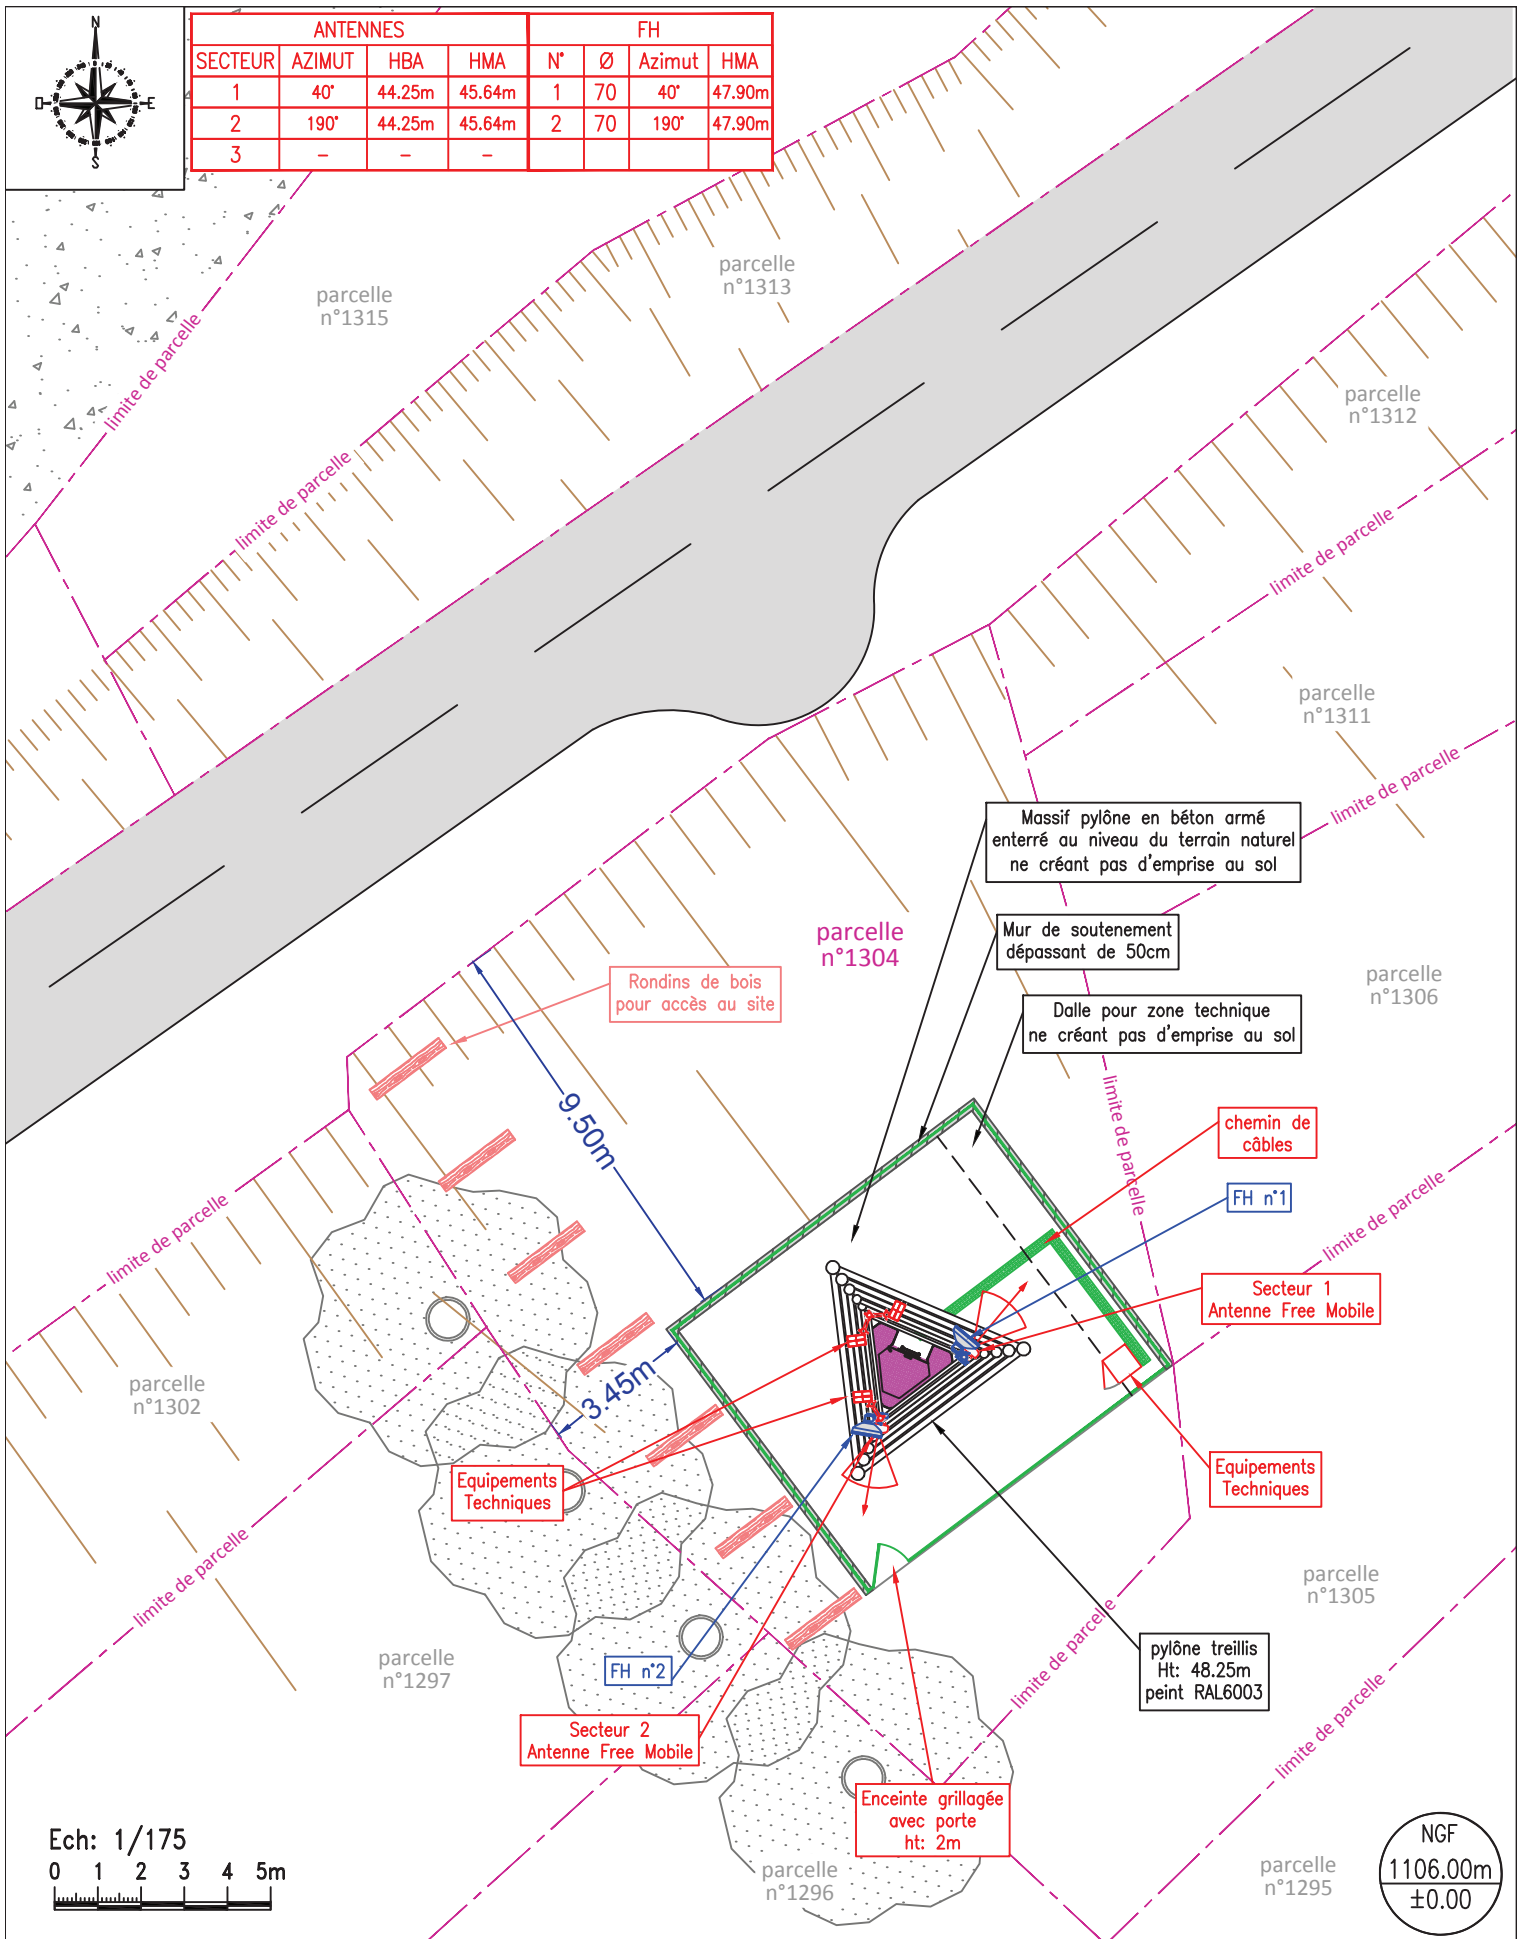 N
O
E
S
ANTENNES FH
SECTEUR AZIMUT HBA HMA N° Ø Azimut HMA
1 40° 44.25m 45.64m 1 70 40° 47.90m
2 190° 44.25m 45.64m 2 70 190° 47.90m
3 - - -
parcelle
n°1313
parcelle
n°1315
limite de parcelle
parcelle
n°1312
limite de parcelle
limite de parcelle
parcelle
n°1311
limite de parcelle
Massif pylône en béton armé
enterré au niveau du terrain naturel
ne créant pas d'emprise au sol
parcelle
n°1304
Mur de soutenement
dépassant de 50cm
Rondins de bois
pour accès au site
parcelle
n°1306
Dalle pour zone technique
ne créant pas d'emprise au sol
9.50m
limite de parcelle
chemin de
câbles
FH n°1
limite de parcelle
limite de parcelle
Secteur 1
Antenne Free Mobile
parcelle
n°1302
3.45m
Equipements
Techniques
Equipements
Techniques
limite de parcelle
parcelle
n°1305
limite de parcelle
pylône treillis
Ht: 48.25m
peint RAL6003
parcelle
n°1297
FH n°2
Secteur 2
Antenne Free Mobile
limite de parcelle
Enceinte grillagée
avec porte
ht: 2m
Ech: 1/175
0 1 2 3 4 5m
parcelle
n°1296
parcelle
n°1295
NGF
1106.00m
±0.00